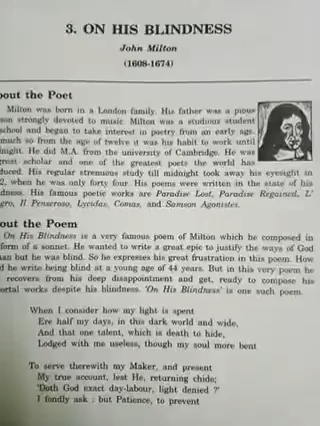 3. ON HIS BLINDNESS
John Milton
(1608-1674)
bout the Poet
Milton was born in a London family. His father was a pious
son strongly devoted to music. Milton was a studious student
school and began to take interest in poetry from an early age.
much so from the age of twelve it was his habit to work until
night. He did M.A. from the university of Cambridge. He was
great scholar and one of the greatest poets the world has
duced. His regular strenuous study till midnight took away his eyesight in
2, when he was only forty four. His poems were written in the state of his
dness. His famous poetic works are Paradise Lost, Paradise Regained, L'
gro, Il Penseroso, Lycidas, Comas, and Samson Agonistes.
out the Poem
On His Blindness is a very famous poem of Milton which he composed in
form of a sonnet. He wanted to write a great epic to justify the ways of God
man but he was blind. So he expresses his great frustration in this poem. How
d he write being blind at a young age of 44 years. But in this very poem he
recovers from his deep disappointment and get, ready to compose his
ortal works despite his blindness. 'On His Blindness' is one such poem.
When I consider how my light is spent
Ere half my days, in this dark world and wide,
And that one talent, which is death to hide,
Lodged with me useless, though my soul more bent
To serve therewith my Maker, and present
My true account, lest He, returning chide;
'Doth God exact day-labour, light denied ?'
I fondly ask : but Patience, to prevent